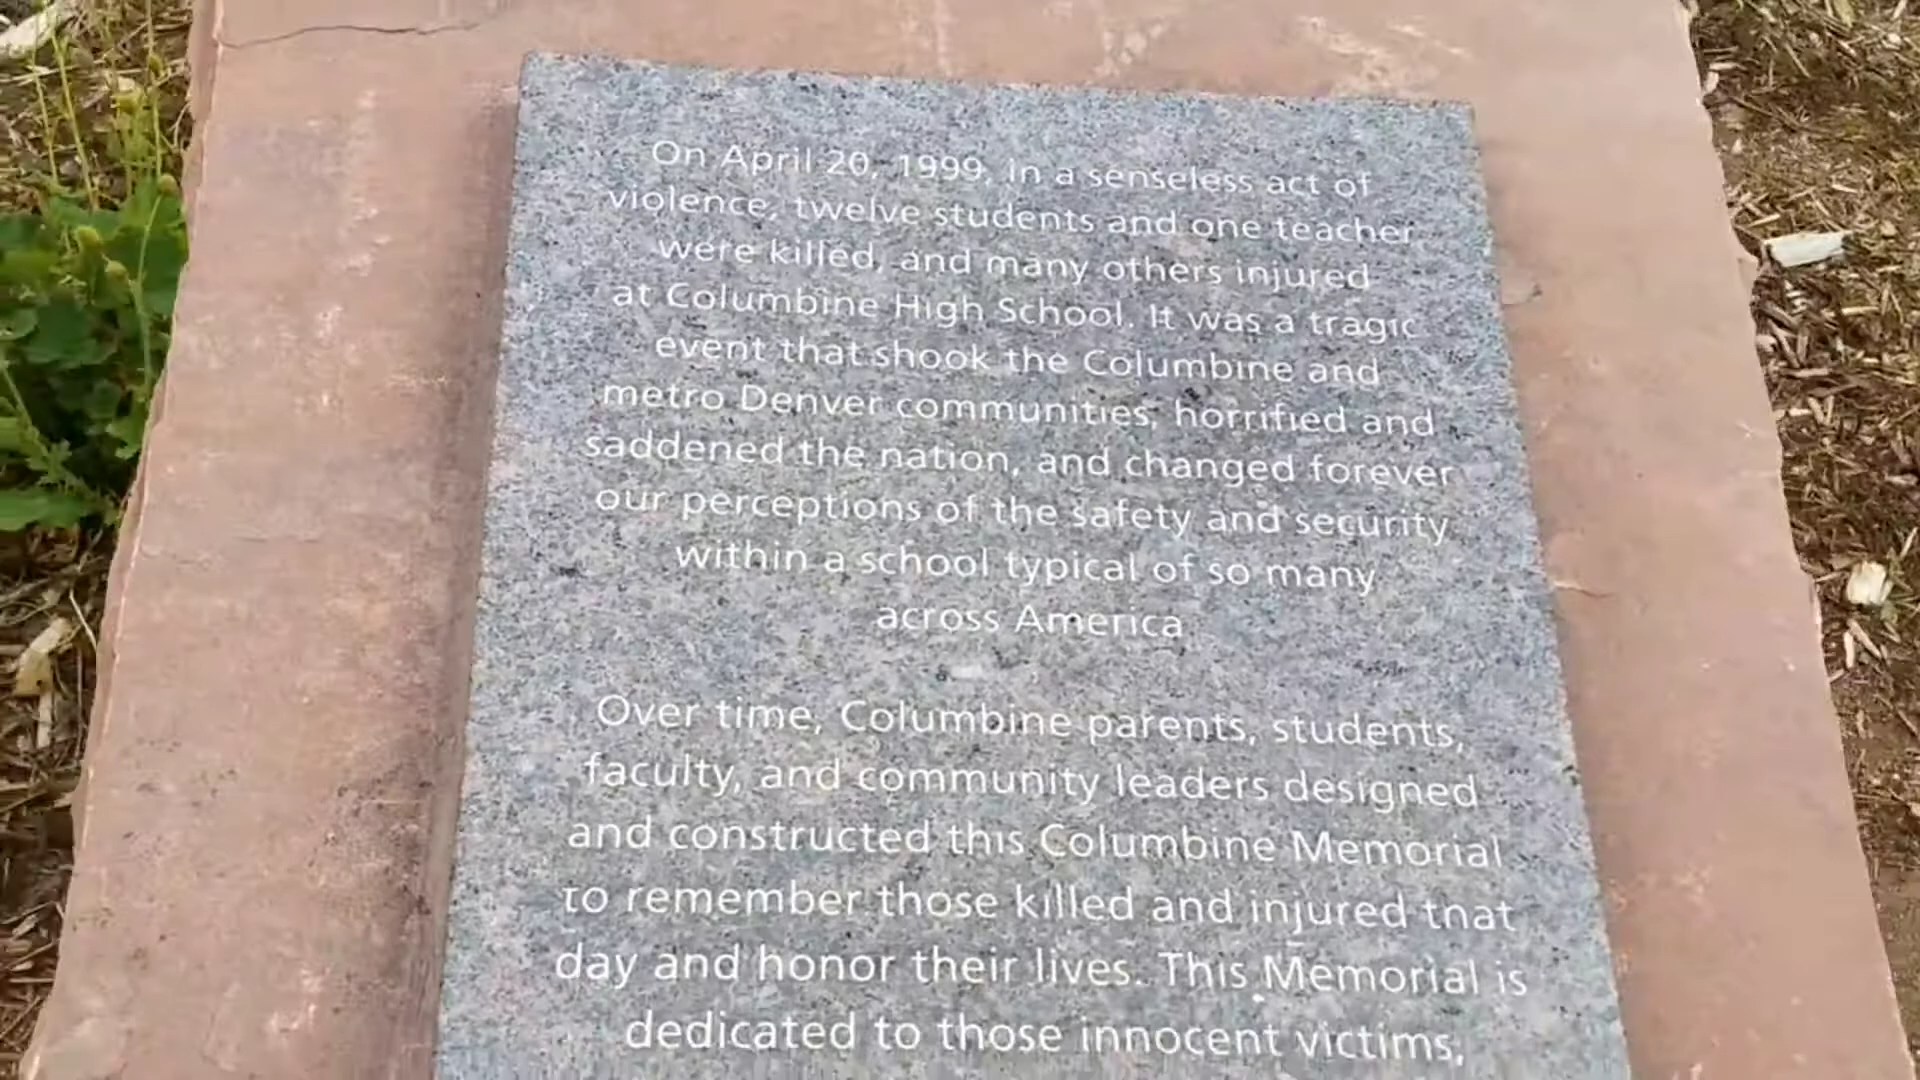 On April 20, 1999, in a senseless act of
violence, twelve students and one teacher
were killed, and many others injured
at Columbine High School. It was a tragic
event that shook the Columbine and
metro Denver communities, horrified and
saddened the nation, and changed forever
our perceptions of the safety and security
within a school typical of so many
across America
Over time, Columbine parents, students,
faculty, and community leaders designed
and constructed this Columbine Memorial
to remember those killed and injured that
day and honor their lives. This Memorial is
dedicated to those innocent victims,